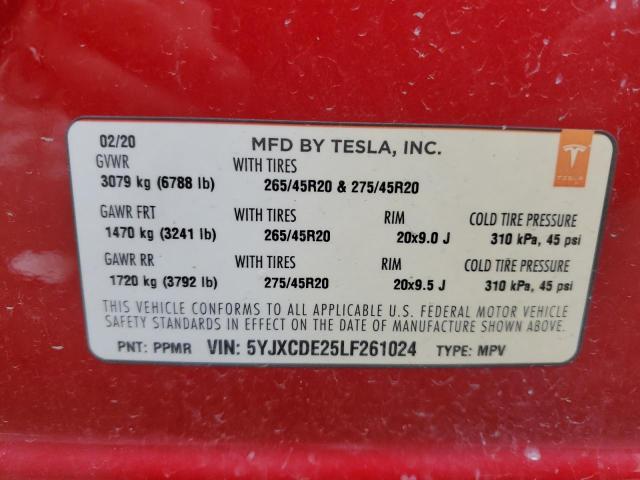 02/20 MFD BY TESLA, INC.
GVWR WITH TIRES
3079 kg (6788 lb) 265/45R20 & 275/45R20
TESLA
GAWR FRT WITH TIRES RIM COLD TIRE PRESSURE
1470 kg (3241 lb) 265/45R20 20x9.0 J 310 kPa, 45 psi
GAWR RR WITH TIRES RIM COLD TIRE PRESSURE
1720 kg (3792 lb) 275/45R20 20x9.5 J 310 kPa, 45 psi
THIS VEHICLE CONFORMS TO ALL APPLICABLE U.S. FEDERAL MOTOR VEHICLE
SAFETY STANDARDS IN EFFECT ON THE DATE OF MANUFACTURE SHOWN ABOVE.
PNT: PPMR VIN: 5YJXCDE25LF261024 TYPE: MPV